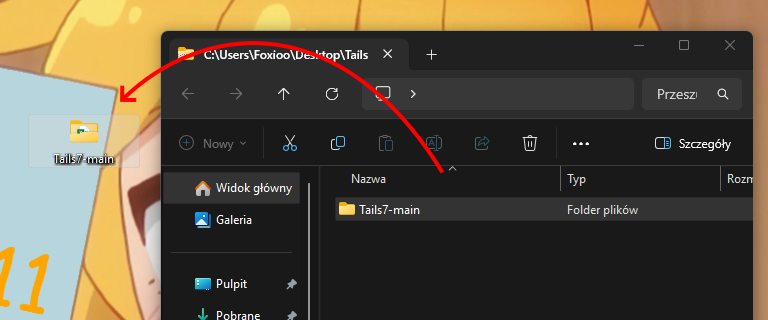 C:\Users\Foxioo\Desktop\Tails
Przeszu
Nowy
Szczegóły
Tails7-main
Widok główny
Galeria
Pulpit
Pobrane
Nazwa
Typ
Rozm
Tails7-main
Folder plików
11